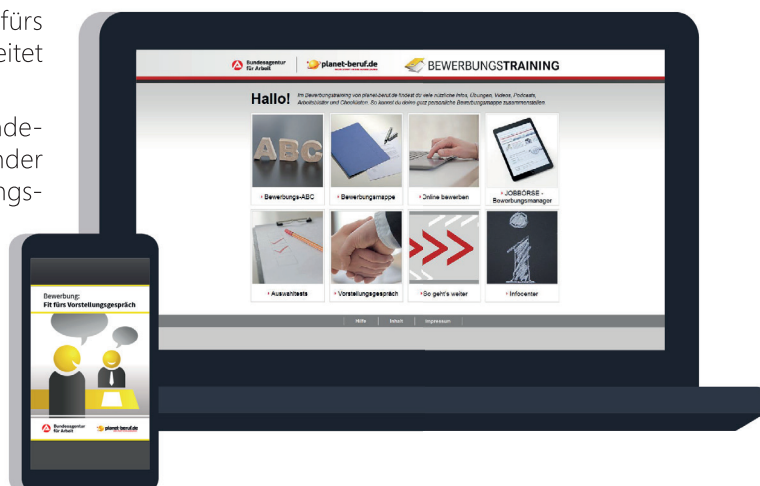 fürs
eitet
nde-
nder
ngs-
Bundesagentur
für Arbeit
planet-beruf.de
BEWERBUNGSTRAINING
Hallo!
Im Bewerbungstraining von planet-beruf.de findest du viele nützliche Infos, Übungen, Videos, Podcasts,
Arbeitsblätter und Checklisten. So kannst du deine ganz persönliche Bewerbungsmappe zusammenstellen
ABC
Bewerbungs-ABC
Bewerbungsmappe
Online bewerben
JOBBÖRSE -
Bewerbungsmanager
Auswahltests
Vorstellungsgespräch
So geht's weiter
Infocenter
Hilfe
Inhalt
Impressum
Bewerbung:
Fit fürs Vorstellungsgespräch
Bundesagentur
für Arbeit
planet-beruf.de